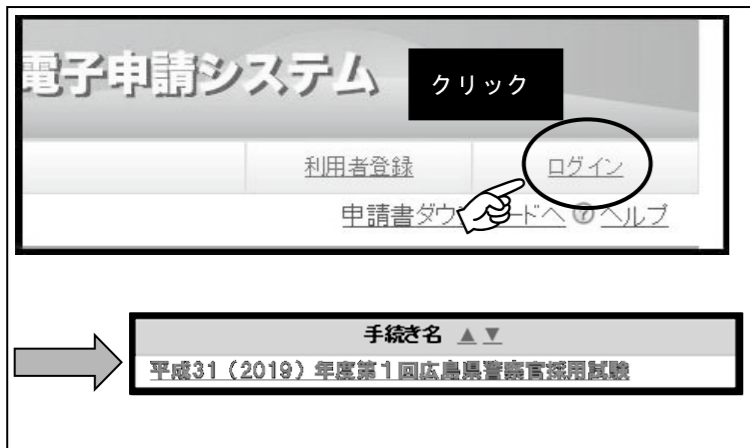 電子申請システム
クリック
利用者登録 ログイン
申請書ダウンロードへ ヘルプ
手続き名 ▲ ▼
平成31（2019）年度第1回広島県警察官採用試験